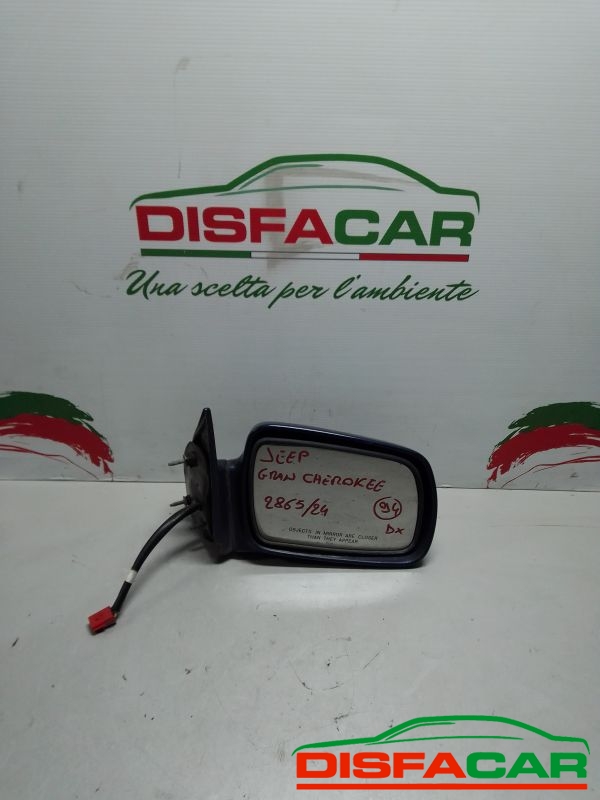 DISFACAR
Una scelta per l'ambiente
JEEP
GRAN CHEROKEE
2865/24
94
DX
OBJECTS IN MIRROR ARE CLOSER
THAN THEY APPEAR
DISFACAR